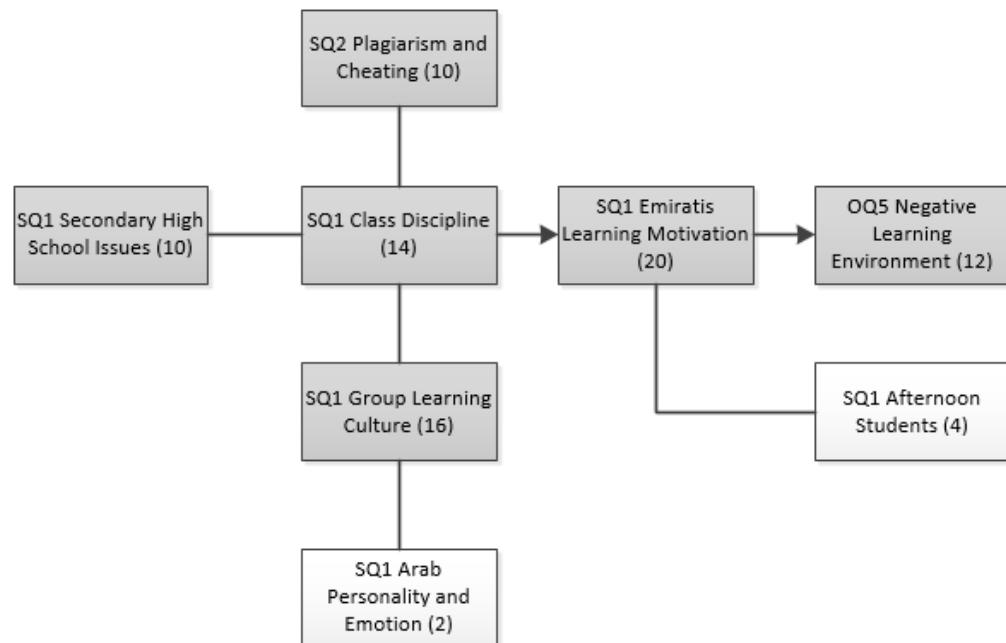 SQ2 Plagiarism and
Cheating (10)
SQ1 Secondary High
School Issues (10)
SQ1 Class Discipline
(14)
SQ1 Emiratis
Learning Motivation
(20)
OQ5 Negative
Learning
Environment (12)
SQ1 Group Learning
Culture (16)
SQ1 Afternoon
Students (4)
SQ1 Arab
Personality and
Emotion (2)